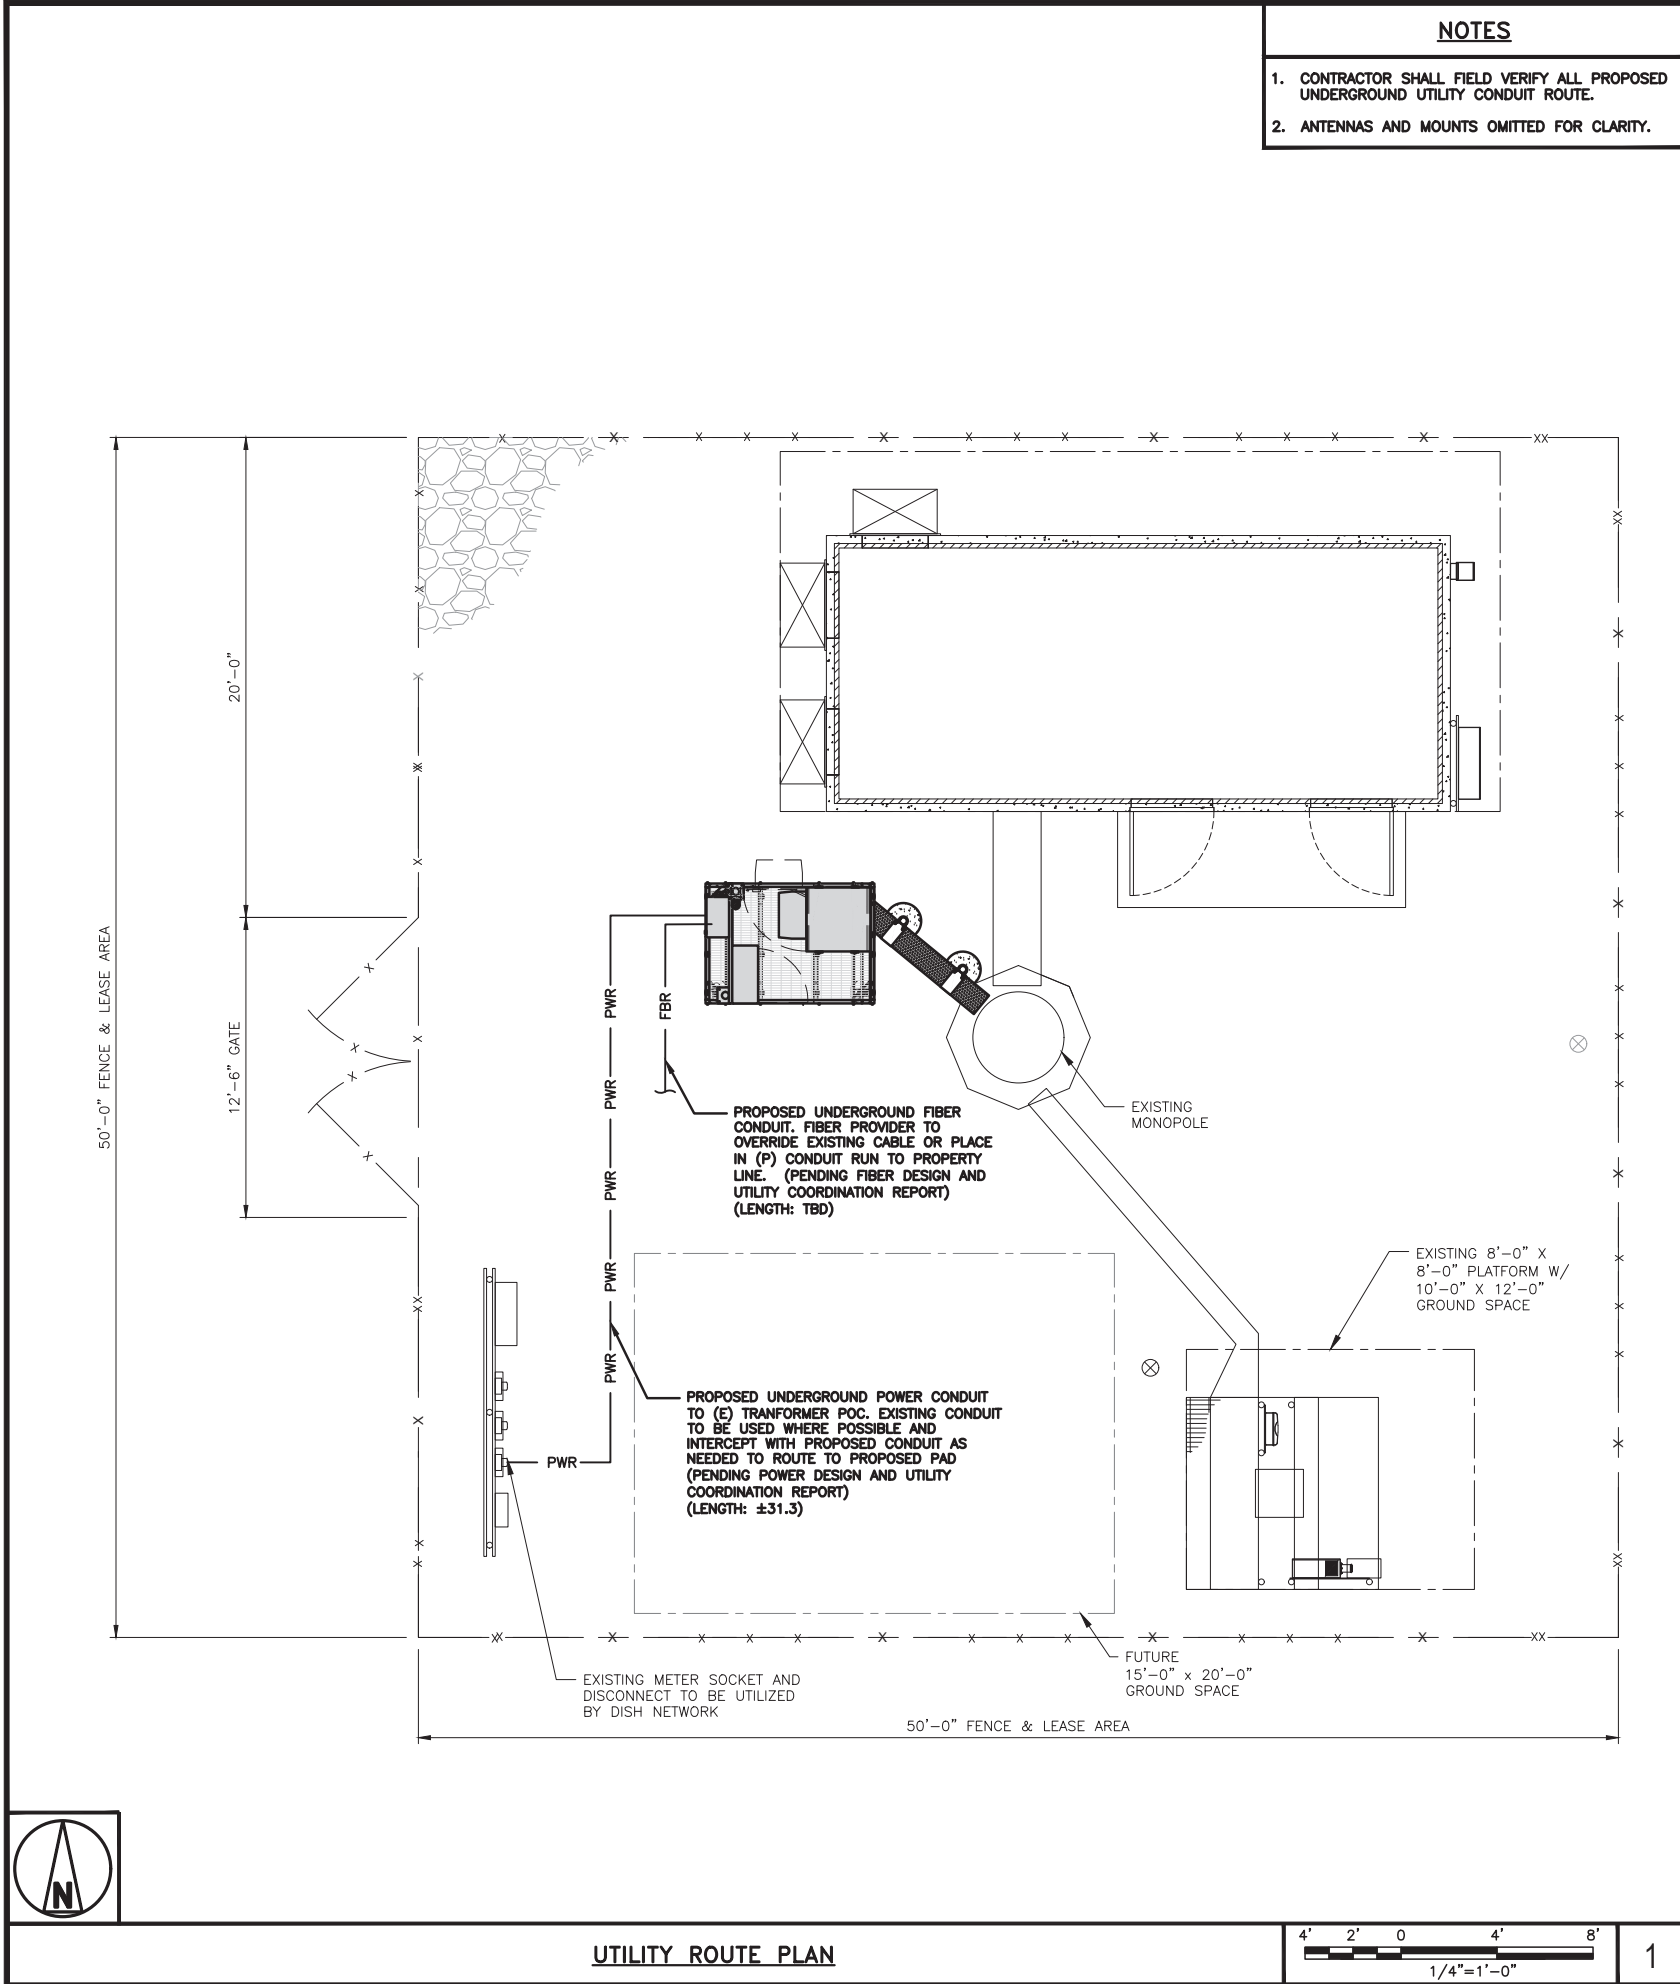 NOTES
1. CONTRACTOR SHALL FIELD VERIFY ALL PROPOSED
UNDERGROUND UTILITY CONDUIT ROUTE.
2. ANTENNAS AND MOUNTS OMITTED FOR CLARITY.
20'-0"
50'-0" FENCE & LEASE AREA
12'-6" GATE
PWR
FBR
PWR
PWR
PWR
PWR
PWR
PROPOSED UNDERGROUND FIBER
CONDUIT. FIBER PROVIDER TO
OVERRIDE EXISTING CABLE OR PLACE
IN (P) CONDUIT RUN TO PROPERTY
LINE. (PENDING FIBER DESIGN AND
UTILITY COORDINATION REPORT)
(LENGTH: TBD)
EXISTING
MONOPOLE
EXISTING 8'-0" X
8'-0" PLATFORM W/
10'-0" X 12'-0"
GROUND SPACE
PROPOSED UNDERGROUND POWER CONDUIT
TO (E) TRANFORMER POC. EXISTING CONDUIT
TO BE USED WHERE POSSIBLE AND
INTERCEPT WITH PROPOSED CONDUIT AS
NEEDED TO ROUTE TO PROPOSED PAD
(PENDING POWER DESIGN AND UTILITY
COORDINATION REPORT)
(LENGTH: ±31.3)
EXISTING METER SOCKET AND
DISCONNECT TO BE UTILIZED
BY DISH NETWORK
FUTURE
15'-0" x 20'-0"
GROUND SPACE
50'-0" FENCE & LEASE AREA
N
UTILITY ROUTE PLAN
4' 2' 0 4' 8'
1/4"=1'-0"
1